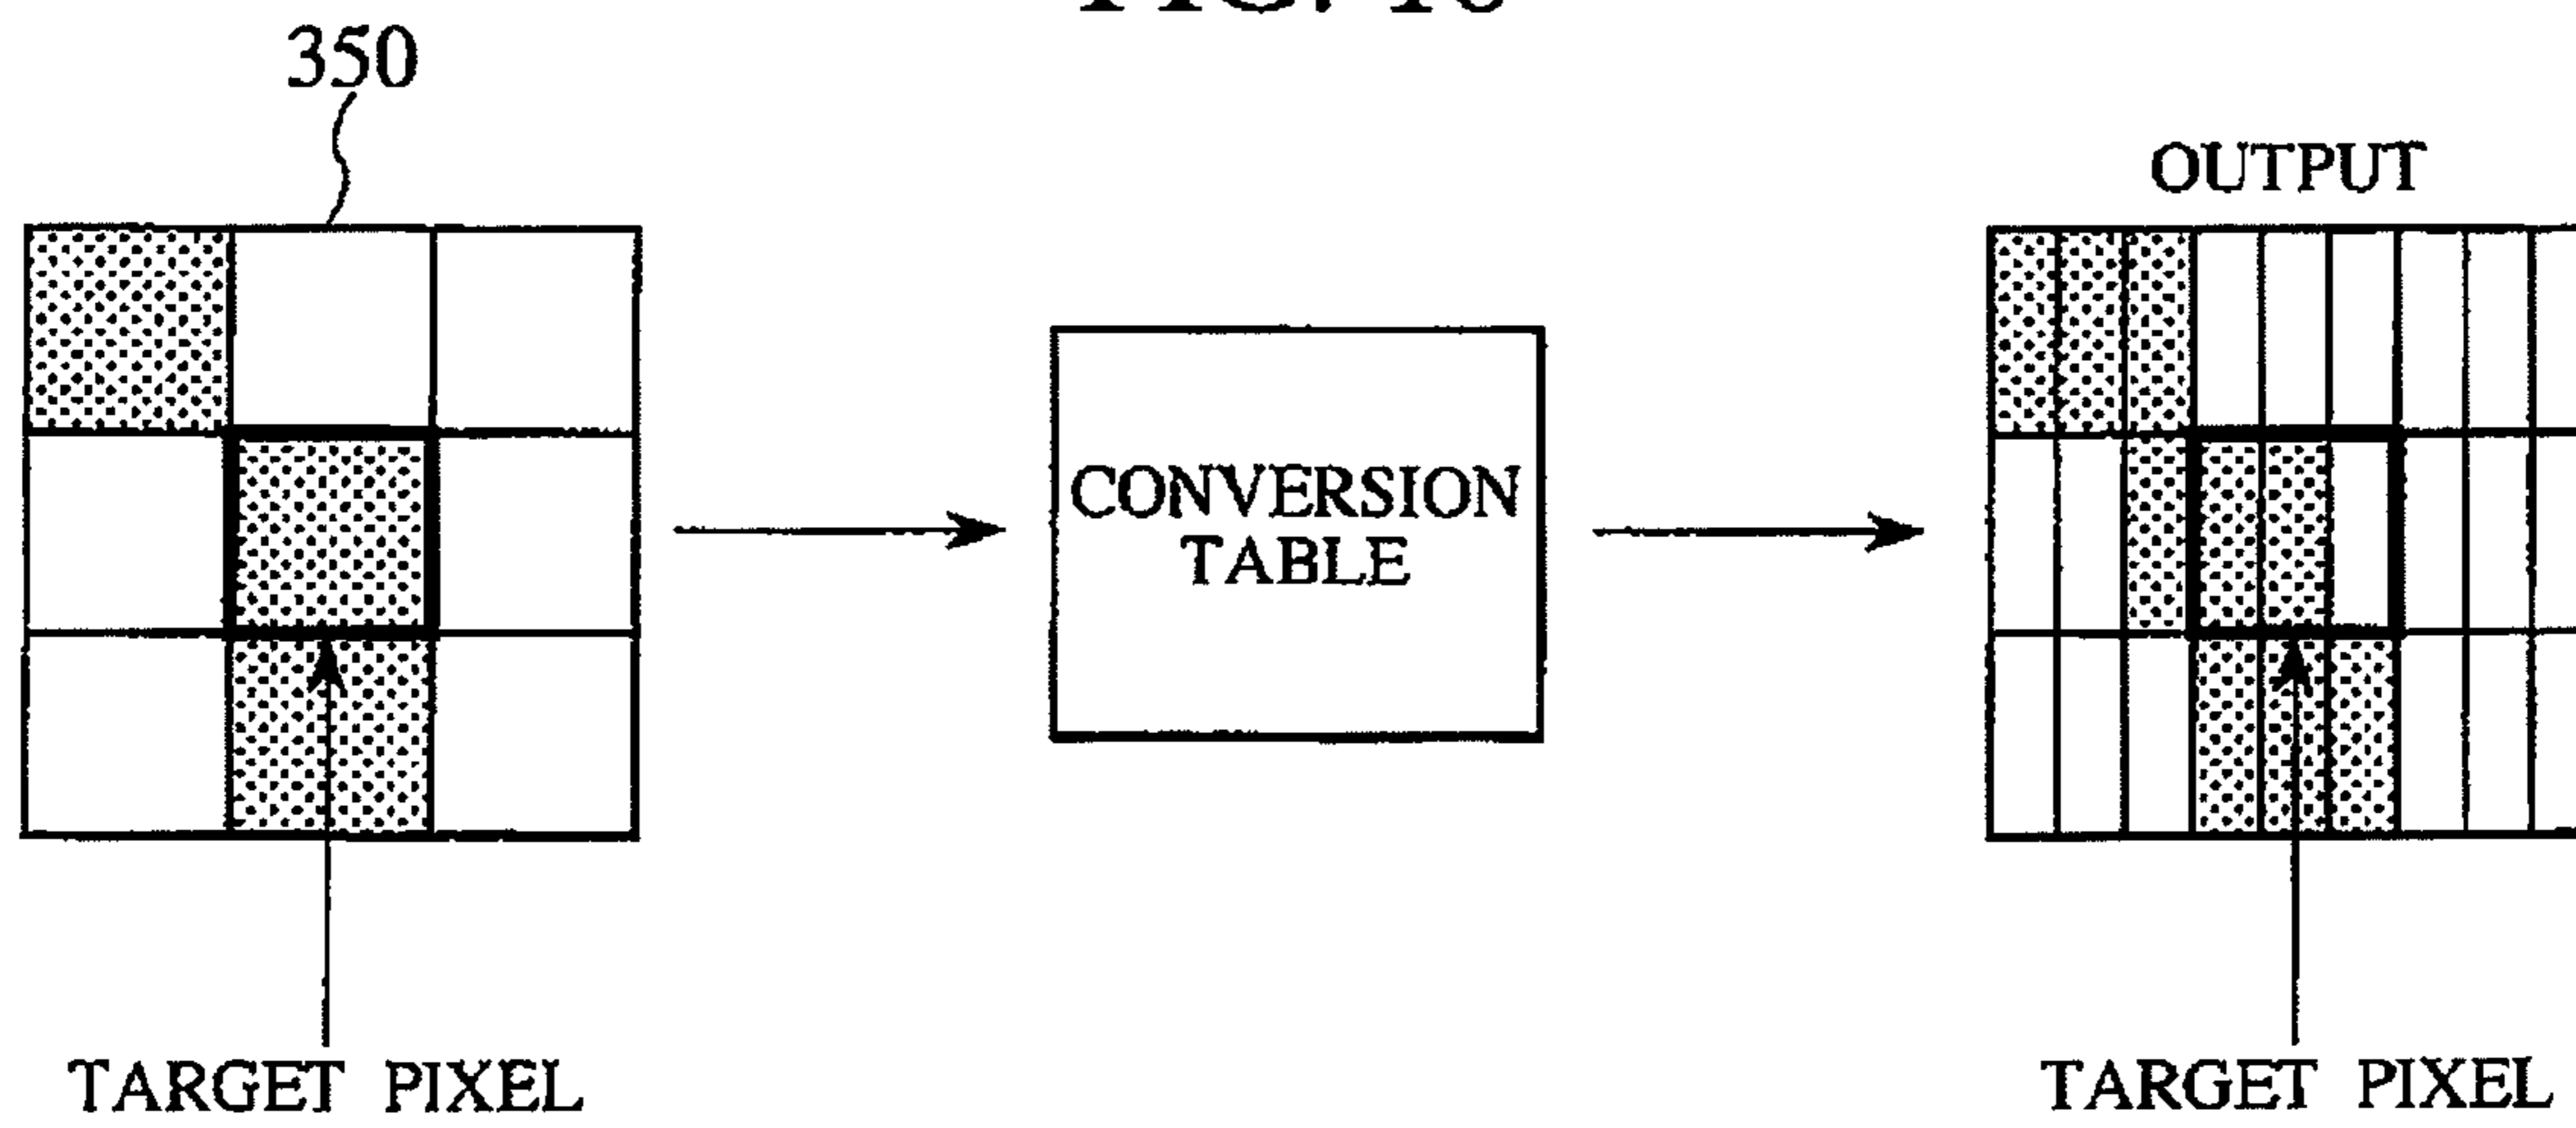 350
OUTPUT
CONVERSION
TABLE
TARGET PIXEL
TARGET PIXEL